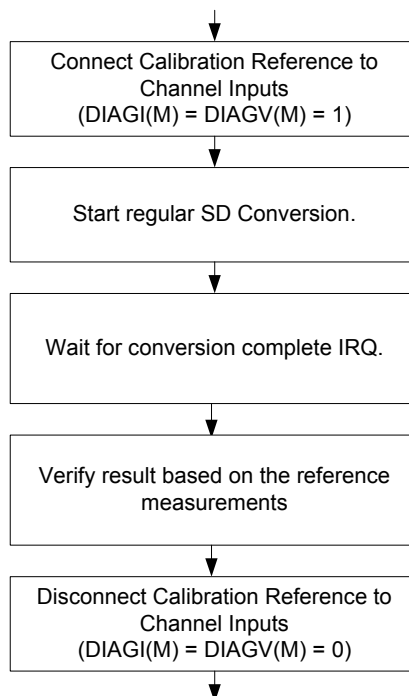 Connect Calibration Reference to
Channel Inputs
(DIAGI(M) = DIAGV(M) = 1)
Start regular SD Conversion.
Wait for conversion complete IRQ.
Verify result based on the reference
measurements
Disconnect Calibration Reference to
Channel Inputs
(DIAGI(M) = DIAGV(M) = 0)